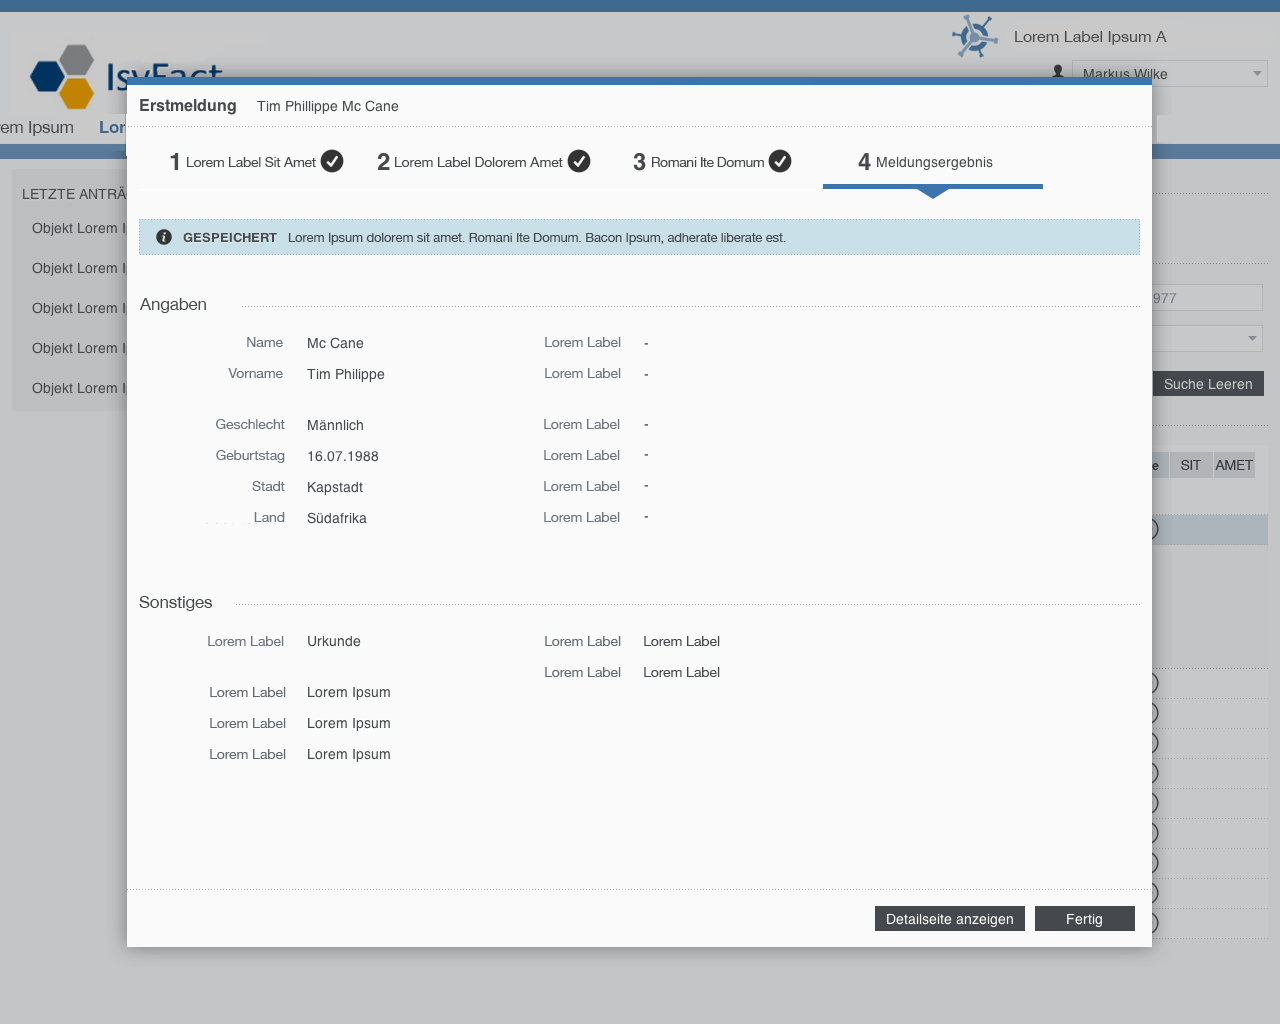 Lorem Label Ipsum A
IsyFact
Markus Wilke
Erstmeldung Tim Phillippe Mc Cane
em Ipsum Lor
1 Lorem Label Sit Amet 2 Lorem Label Dolorem Amet 3 Romani Ite Domum 4 Meldungsergebnis
LETZTE ANTRÄ
Objekt Lorem I
GESPEICHERT Lorem Ipsum dolorem sit amet. Romani Ite Domum. Bacon Ipsum, adherate liberate est.
Objekt Lorem I
Angaben
977
Objekt Lorem I
Name Mc Cane Lorem Label -
Objekt Lorem I
Vorname Tim Philippe Lorem Label -
Suche Leeren
Objekt Lorem I
Geschlecht Männlich Lorem Label -
Geburtstag 16.07.1988 Lorem Label -
e SIT AMET
Stadt Kapstadt Lorem Label -
Land Südafrika Lorem Label -
Sonstiges
Lorem Label Urkunde Lorem Label Lorem Label
Lorem Label Lorem Label
Lorem Label Lorem Ipsum
Lorem Label Lorem Ipsum
Lorem Label Lorem Ipsum
Detailseite anzeigen Fertig